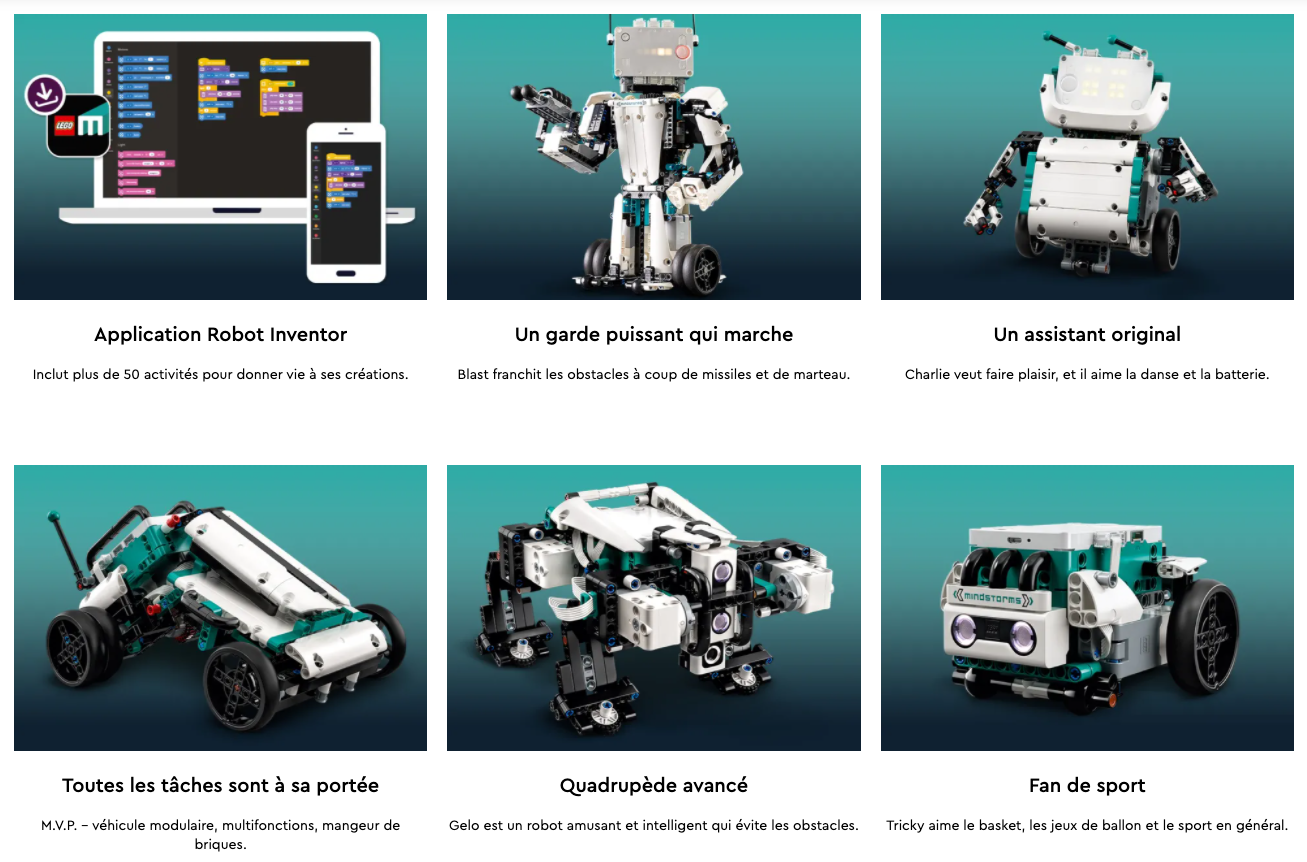 LEGO
Application Robot Inventor
Inclut plus de 50 activités pour donner vie à ses créations.
MINDSTORMS
Un garde puissant qui marche
Blast franchit les obstacles à coup de missiles et de marteau.
Un assistant original
Charlie veut faire plaisir, et il aime la danse et la batterie.
Toutes les tâches sont à sa portée
M.V.P. – véhicule modulaire, multifonctions, mangeur de
briques.
Quadrupède avancé
Gelo est un robot amusant et intelligent qui évite les obstacles.
mindstorms
Fan de sport
Tricky aime le basket, les jeux de ballon et le sport en général.